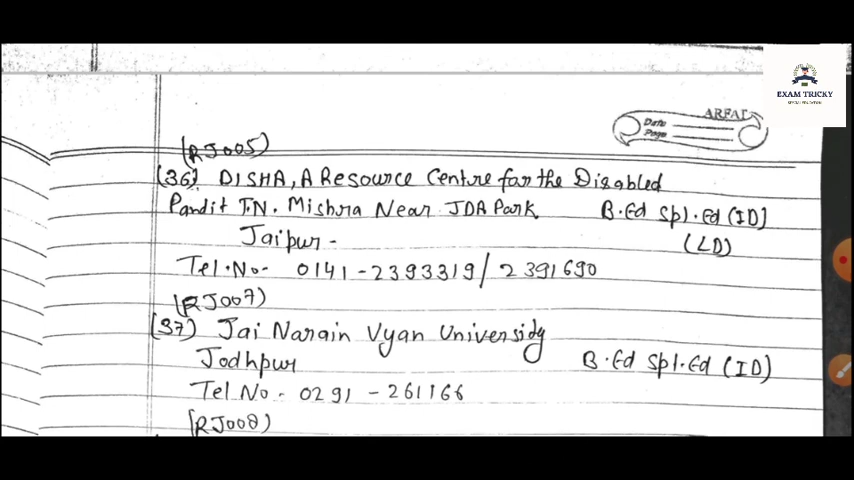 ARFAT
EXAM TRICKY
SPECIAL EDUCATION
Date
Page
(RJ005)
(36) DISHA, A Resource Centre for the Disabled
Pandit T.N. Mishra Near JDA Park B.Ed Spl.Ed (ID)
Jaipur - (LD)
Tel.No- 0141-2393319/2391690
(RJ007)
(37) Jai Narain Vyan University
Jodhpur B.Ed Spl.Ed (ID)
Tel No. 0291-261166
(RJ008)